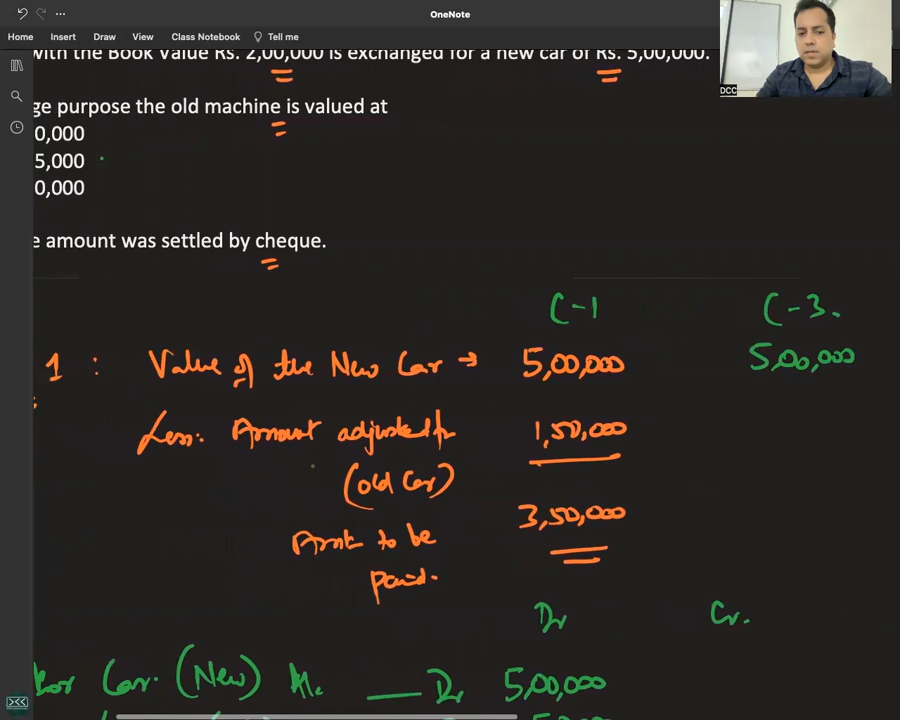 OneNote
Home Insert Draw View Class Notebook Tell me
with the Book Value Rs. 2,00,000 is exchanged for a new car of Rs. 5,00,000.
DCC
ge purpose the old machine is valued at
0,000
5,000
0,000
e amount was settled by cheque.
C-1 C-3.
1 : Value of the New Car → 5,00,000 5,00,000
Less: Amount adjusted for 1,50,000
(old Car)
3,50,000
Amt to be
paid.
Dr Cr.
tor Car (New) A/c Dr 5,00,000